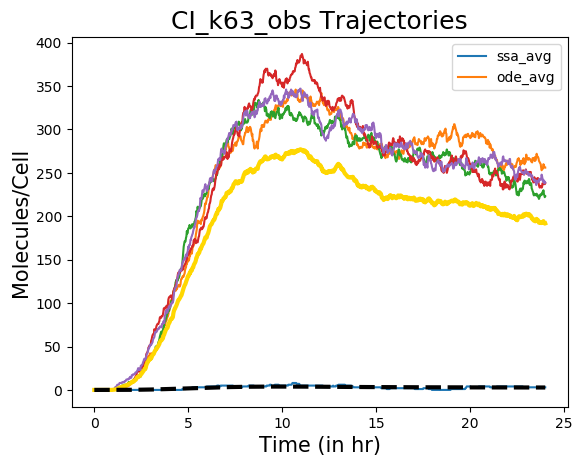 CI_k63_obs Trajectories
400
350
300
250
200
150
100
50
0
Molecules/Cell
ssa_avg
ode_avg
0 5 10 15 20 25
Time (in hr)